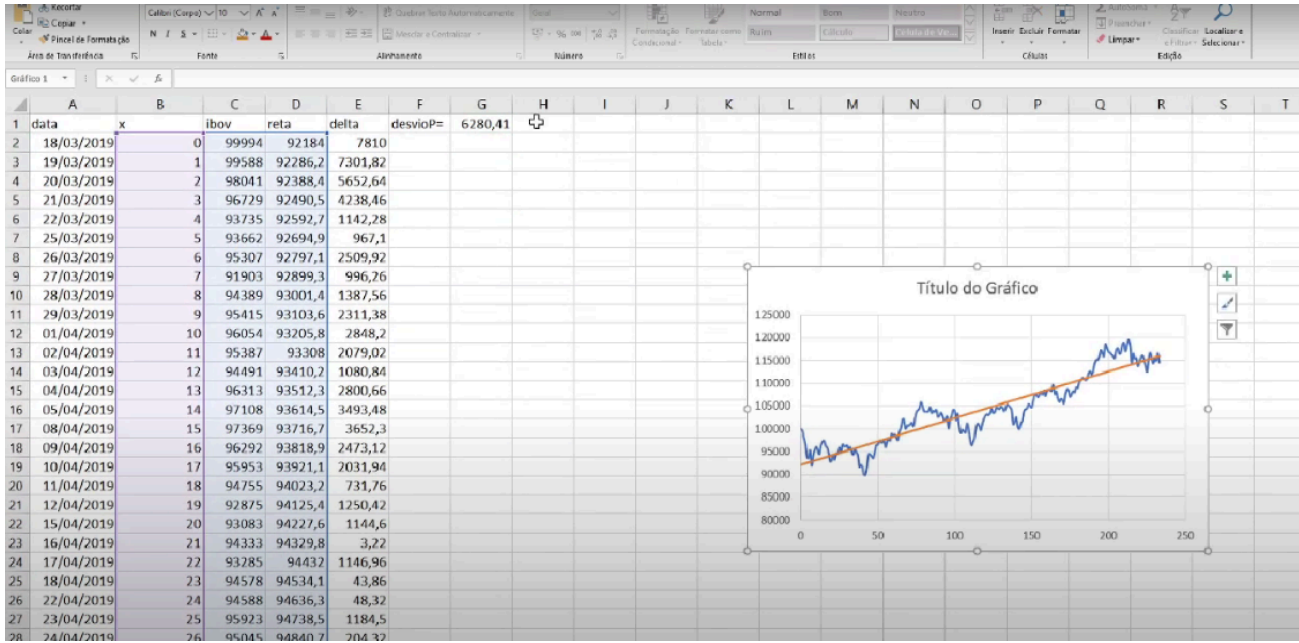 Recortar
Calibri (Corpo) 10
Quebrar Texto Automaticamente
Geral
Normal Bom Neutro
Colar
Copiar
Pincel de Formatação
N I S
Mesclar e Centralizar
% 000
Formatação Condicional
Formatar como Tabela
Ruim Cálculo Célula de Ve...
Inserir Excluir Formatar
Preencher
Limpar
Classificar e Filtrar
Localizar e Selecionar
Área de Transferência Fonte Alinhamento Número Estilos Células Edição
Gráfico 1 fx
A B C D E F G H I J K L M N O P Q R S T
1 data x ibov reta delta desvioP= 6280,41
2 18/03/2019 0 99994 92184 7810
3 19/03/2019 1 99588 92286,2 7301,82
4 20/03/2019 2 98041 92388,4 5652,64
5 21/03/2019 3 96729 92490,5 4238,46
6 22/03/2019 4 93735 92592,7 1142,28
7 25/03/2019 5 93662 92694,9 967,1
8 26/03/2019 6 95307 92797,1 2509,92
9 27/03/2019 7 91903 92899,3 996,26
10 28/03/2019 8 94389 93001,4 1387,56
11 29/03/2019 9 95415 93103,6 2311,38
12 01/04/2019 10 96054 93205,8 2848,2
13 02/04/2019 11 95387 93308 2079,02
14 03/04/2019 12 94491 93410,2 1080,84
15 04/04/2019 13 96313 93512,3 2800,66
16 05/04/2019 14 97108 93614,5 3493,48
17 08/04/2019 15 97369 93716,7 3652,3
18 09/04/2019 16 96292 93818,9 2473,12
19 10/04/2019 17 95953 93921,1 2031,94
20 11/04/2019 18 94755 94023,2 731,76
21 12/04/2019 19 92875 94125,4 1250,42
22 15/04/2019 20 93083 94227,6 1144,6
23 16/04/2019 21 94333 94329,8 3,22
24 17/04/2019 22 93285 94432 1146,96
25 18/04/2019 23 94578 94534,1 43,86
26 22/04/2019 24 94588 94636,3 48,32
27 23/04/2019 25 95923 94738,5 1184,5
28 24/04/2019 26 95045 94840,7 204,32
Título do Gráfico
125000
120000
115000
110000
105000
100000
95000
90000
85000
80000
0 50 100 150 200 250